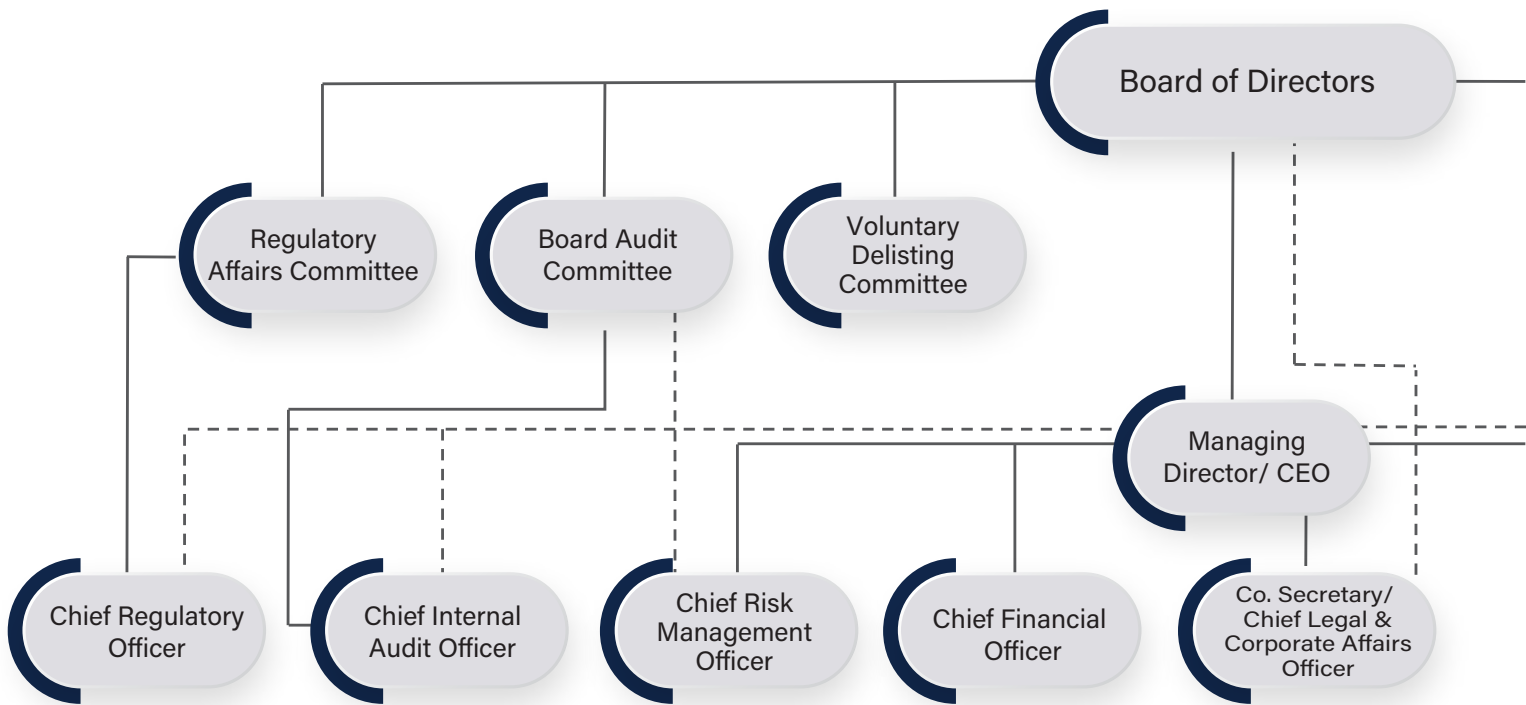 Board of Directors
Regulatory
Affairs Committee
Board Audit
Committee
Voluntary
Delisting
Committee
Managing
Director/ CEO
Chief Regulatory
Officer
Chief Internal
Audit Officer
Chief Risk
Management
Officer
Chief Financial
Officer
Co. Secretary/
Chief Legal &
Corporate Affairs
Officer